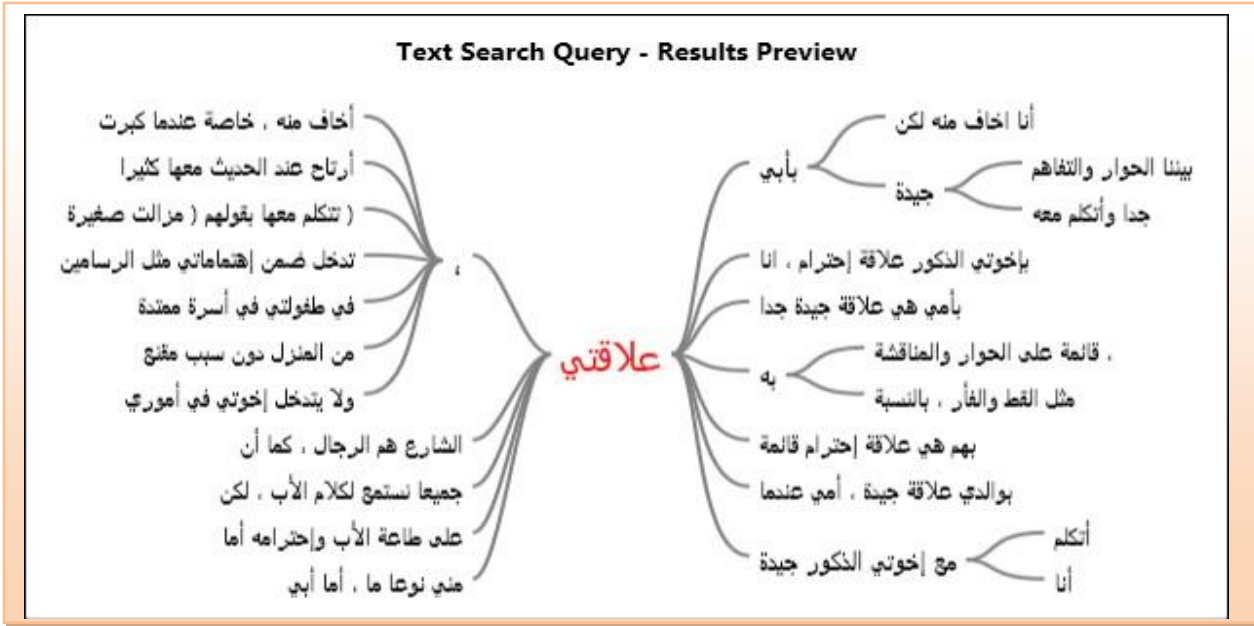 Text Search Query - Results Preview
أنا اخاف منه لكن
بأبي
جيدة
بيننا الحوار والتفاهم
جدا وأتكلم معه
بإخوتي الذكور علاقة إحترام ، انا
بأمي هي علاقة جيدة جدا
به
، قائمة على الحوار والمناقشة
مثل القط والفأر ، بالنسبة
بهم هي علاقة إحترام قائمة
بوالدي علاقة جيدة ، أمي عندما
مع إخوتي الذكور جيدة
أتكلم
أنا
علاقتي
،
أخاف منه ، خاصة عندما كبرت
أرتاح عند الحديث معها كثيرا
( تتكلم معها بقولهم ( مزالت صغيرة
تدخل ضمن إهتماماتي مثل الرسامين
في طفولتي في أسرة ممتدة
من المنزل دون سبب مقنع
ولا يتدخل إخوتي في أموري
الشارع هم الرجال ، كما أن
جميعا نستمع لكلام الأب ، لكن
على طاعة الأب وإحترامه أما
مني نوعا ما ، أما أبي